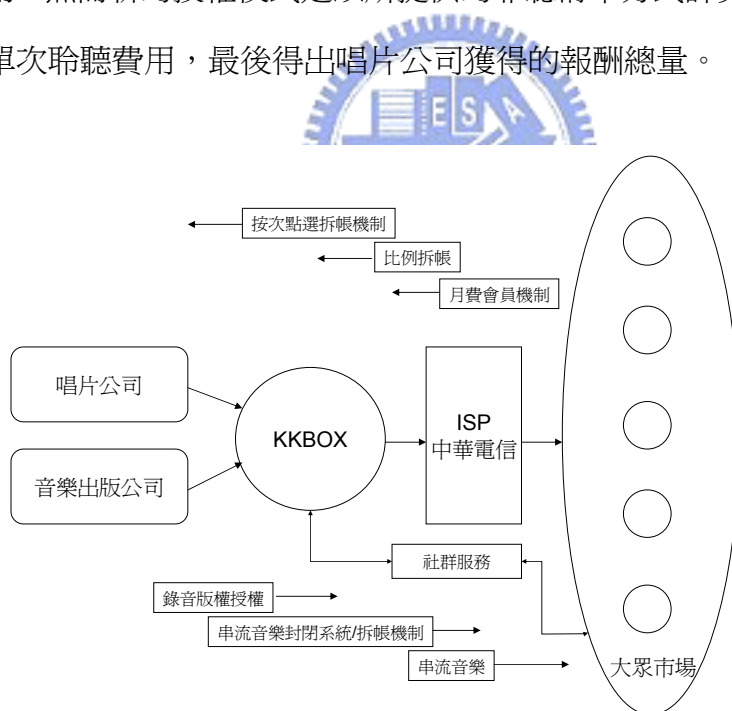 單次聆聽費用，最後得出唱片公司獲得的報酬總量。
ESA
按次點選拆帳機制
比例拆帳
月費會員機制
唱片公司
KKBOX
ISP
中華電信
音樂出版公司
社群服務
錄音版權授權
串流音樂封閉系統/拆帳機制
串流音樂
大眾市場